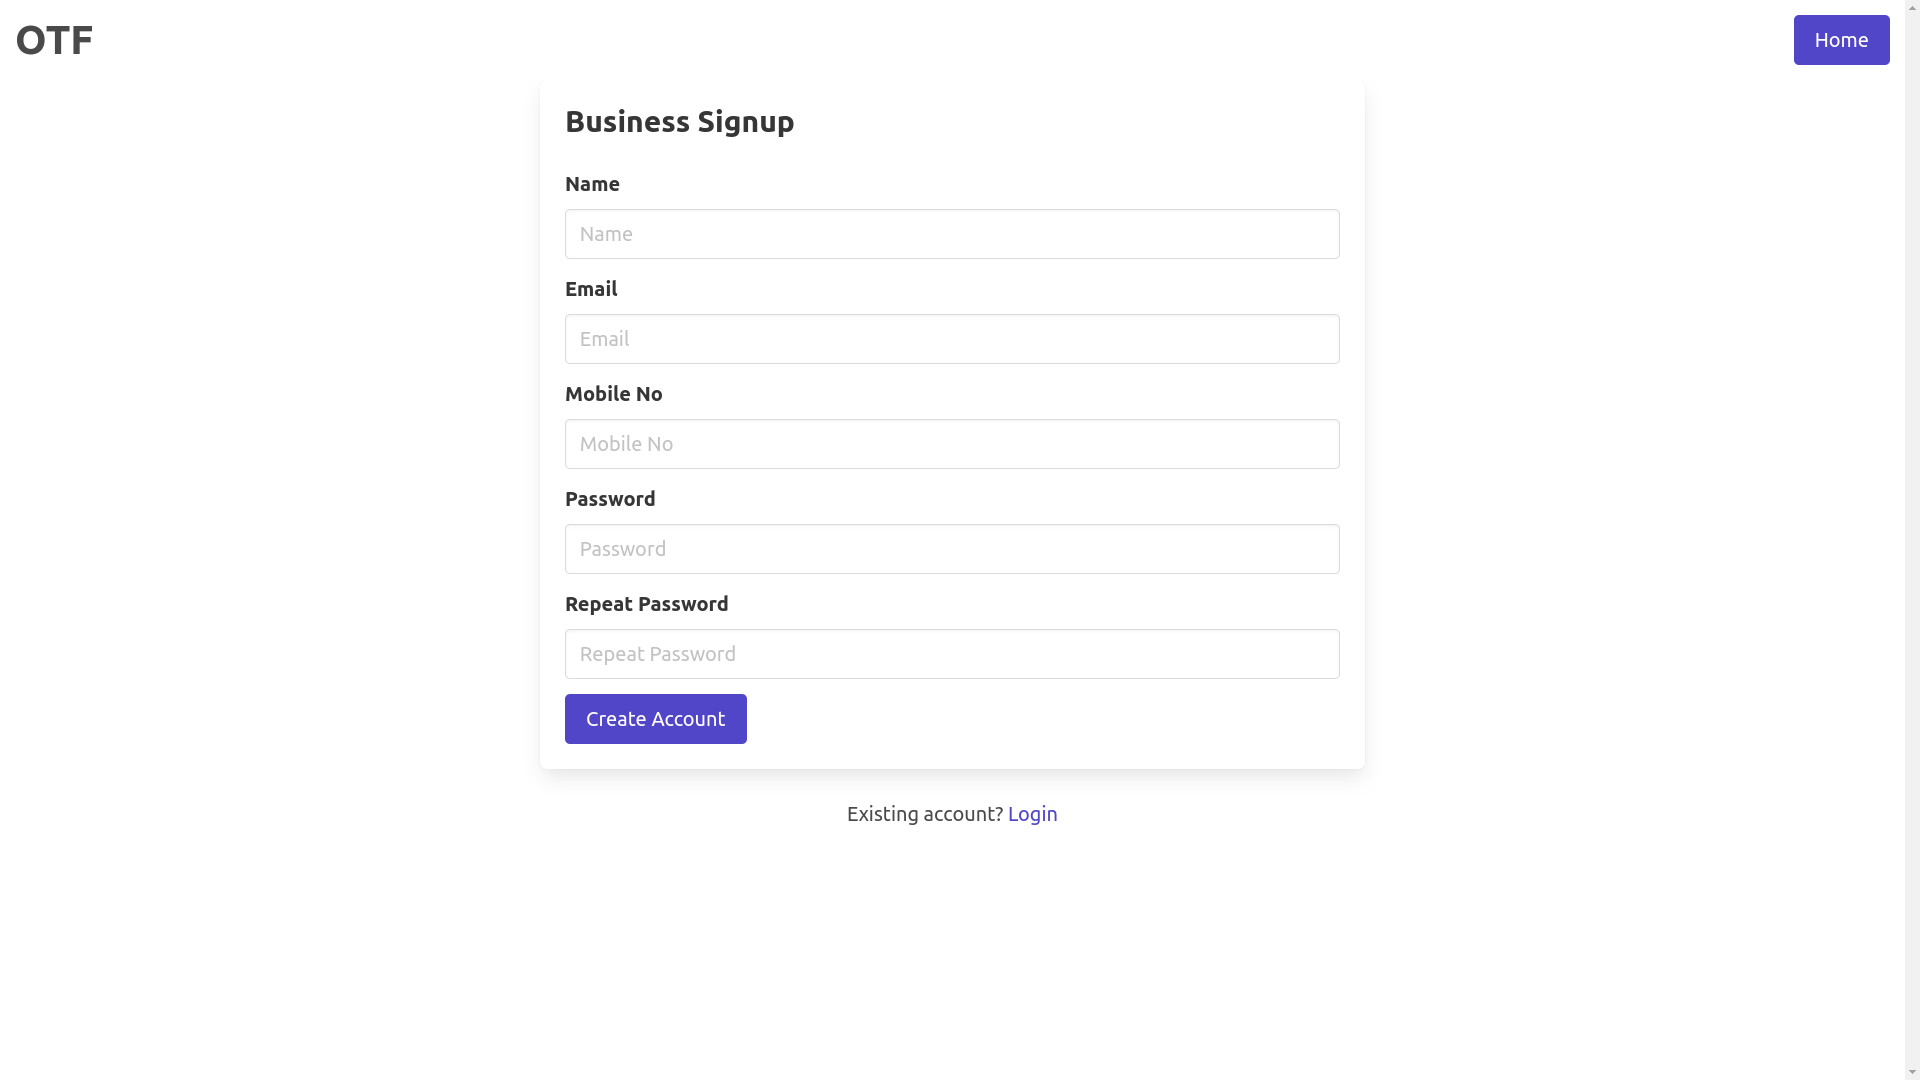 OTF
Home
Business Signup
Name
Name
Email
Email
Mobile No
Mobile No
Password
Password
Repeat Password
Repeat Password
Create Account
Existing account? Login